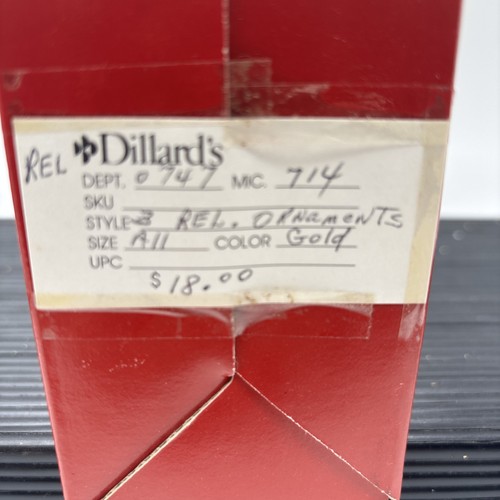 REL Dillard's
DEPT. 0747 MIC. 714
SKU
STYLE 3 REL. ORNAMENTS
SIZE All COLOR Gold
UPC
$18.00